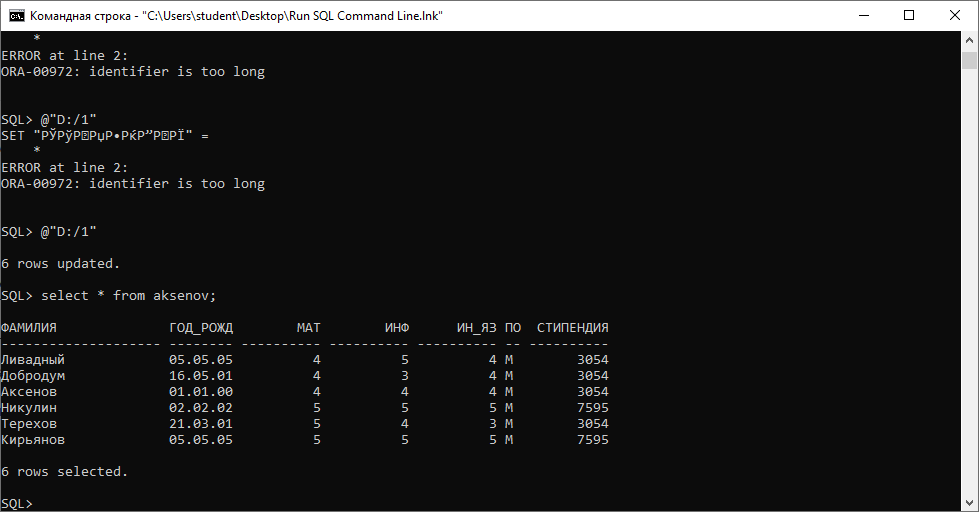 Командная строка - "C:\Users\student\Desktop\Run SQL Command Line.lnk"
*
ERROR at line 2:
ORA-00972: identifier is too long
SQL> @"D:/1"
SET "РЎРўР�РџР•РќР”Р�РЇ" =
*
ERROR at line 2:
ORA-00972: identifier is too long
SQL> @"D:/1"
6 rows updated.
SQL> select * from aksenov;
ФАМИЛИЯ ГОД_РОЖД МАТ ИНФ ИН_ЯЗ ПО СТИПЕНДИЯ
-------------------- -------- ---------- ---------- ---------- -- ----------
Ливадный 05.05.05 4 5 4 М 3054
Добродум 16.05.01 4 3 4 М 3054
Аксенов 01.01.00 4 4 4 М 3054
Никулин 02.02.02 5 5 5 М 7595
Терехов 21.03.01 5 4 3 М 3054
Кирьянов 05.05.05 5 5 5 М 7595
6 rows selected.
SQL>